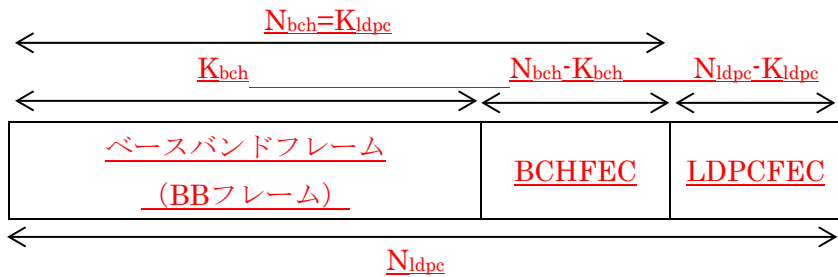 Nbch=Kldpc
Kbch Nbch-Kbch Nldpc-Kldpc
ベースバンドフレーム
（BBフレーム）
BCHFEC
LDPCFEC
Nldpc